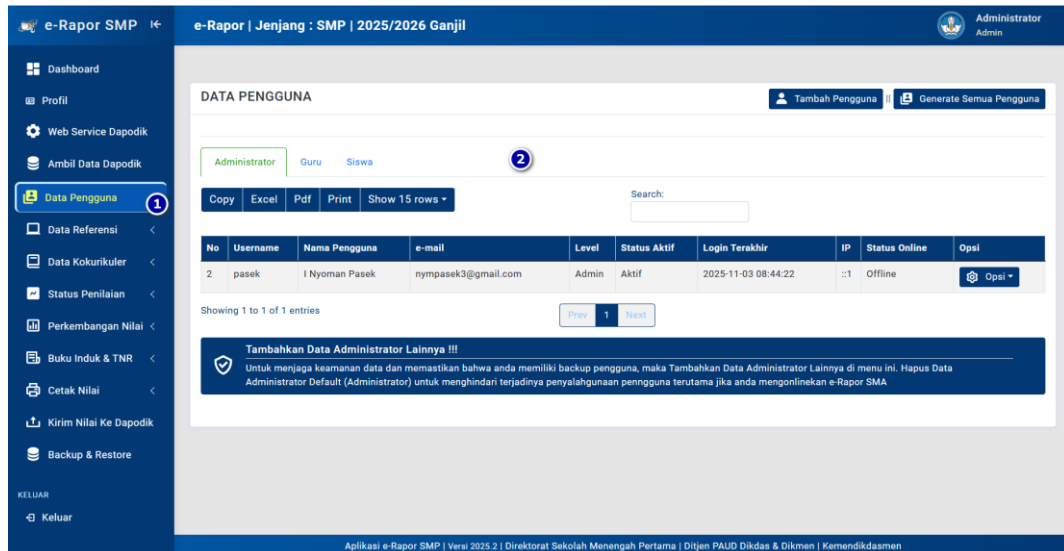 e-Rapor SMP
e-Rapor | Jenjang : SMP | 2025/2026 Ganjil
Administrator
Admin
Dashboard
Profil
Web Service Dapodik
Ambil Data Dapodik
Data Pengguna
1
Data Referensi
Data Kokurikuler
Status Penilaian
Perkembangan Nilai
Buku Induk & TNR
Cetak Nilai
Kirim Nilai Ke Dapodik
Backup & Restore
KELUAR
Keluar
DATA PENGGUNA
Tambah Pengguna || Generate Semua Pengguna
Administrator Guru Siswa
2
Copy Excel Pdf Print Show 15 rows
Search:
No Username Nama Pengguna e-mail Level Status Aktif Login Terakhir IP Status Online Opsi
2 pasek I Nyoman Pasek nympasek3@gmail.com Admin Aktif 2025-11-03 08:44:22 ::1 Offline Opsi
Showing 1 to 1 of 1 entries
Prev 1 Next
Tambahkan Data Administrator Lainnya !!!
Untuk menjaga keamanan data dan memastikan bahwa anda memiliki backup pengguna, maka Tambahkan Data Administrator Lainnya di menu ini. Hapus Data
Administrator Default (Administrator) untuk menghindari terjadinya penyalahgunaan penngguna terutama jika anda mengonlinekan e-Rapor SMA
Aplikasi e-Rapor SMP | Versi 2025.2 | Direktorat Sekolah Menengah Pertama | Ditjen PAUD Dikdas & Dikmen | Kemendikdasmen